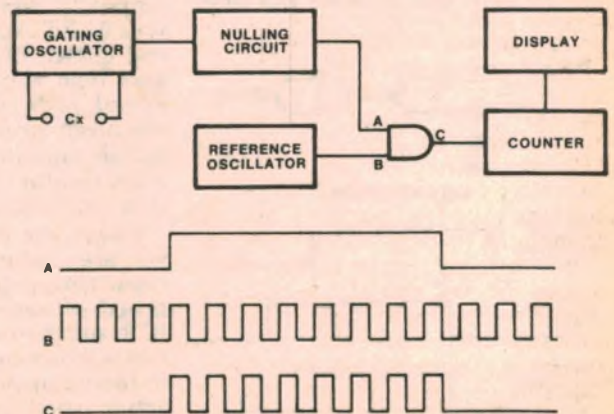 GATING
OSCILLATOR
Cx
NULLING
CIRCUIT
REFERENCE
OSCILLATOR
A
B
C
DISPLAY
COUNTER
A
B
C